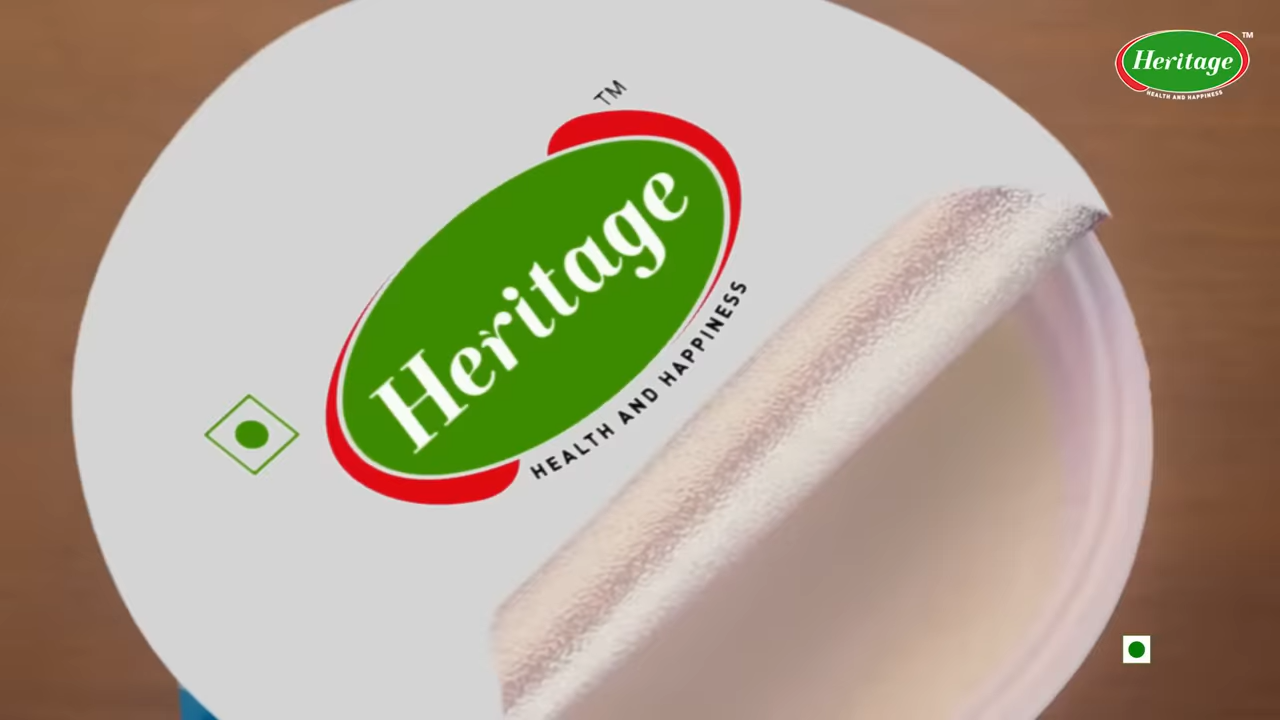 TM
Heritage
HEALTH AND HAPPINESS
Heritage
TM
HEALTH AND HAPPINESS